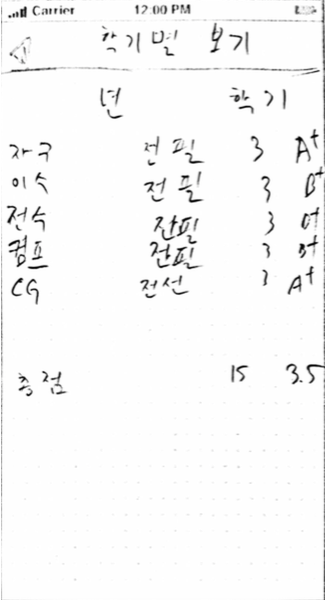 Carrier 12:00 PM
학기별 보기
년 학기
자구 전필 3 A+
이수 전필 3 B+
전수 전필 3 D+
컴프 전필 3 B+
CG 전선 3 A+
총점 15 3.5